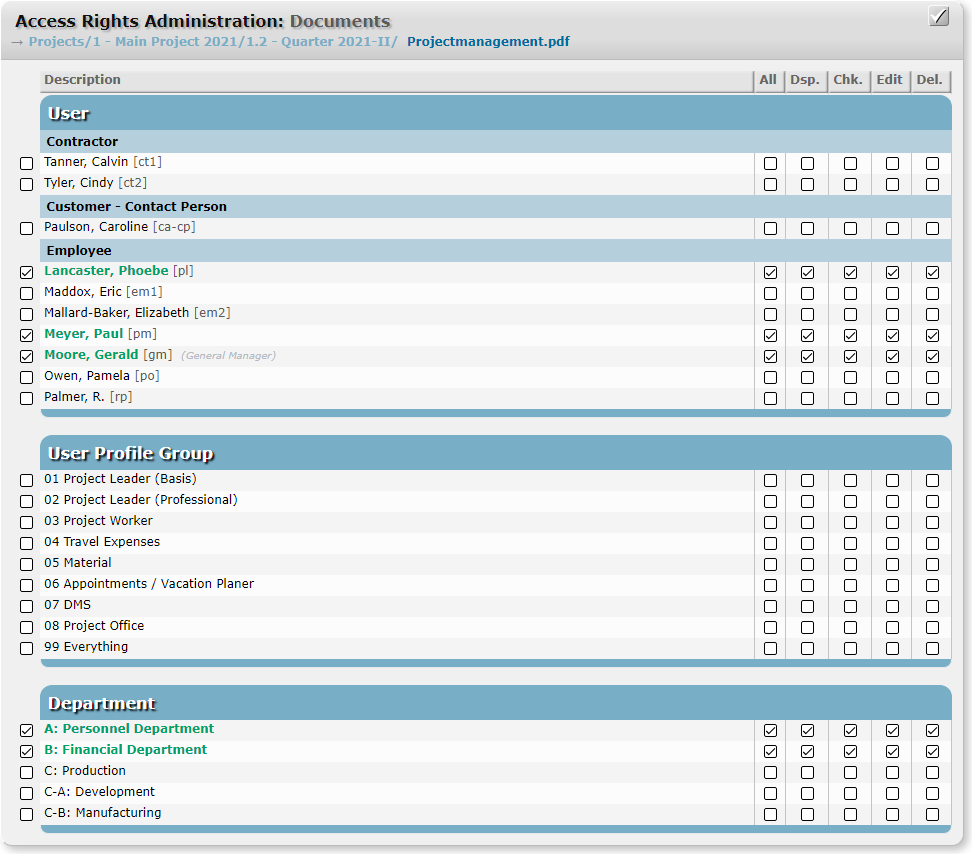 Access Rights Administration: Documents
→ Projects/1 - Main Project 2021/1.2 - Quarter 2021-II/ Projectmanagement.pdf
Description All Dsp. Chk. Edit Del.
User
Contractor
Tanner, Calvin [ct1]
Tyler, Cindy [ct2]
Customer - Contact Person
Paulson, Caroline [ca-cp]
Employee
Lancaster, Phoebe [pl]
Maddox, Eric [em1]
Mallard-Baker, Elizabeth [em2]
Meyer, Paul [pm]
Moore, Gerald [gm] (General Manager)
Owen, Pamela [po]
Palmer, R. [rp]
User Profile Group
01 Project Leader (Basis)
02 Project Leader (Professional)
03 Project Worker
04 Travel Expenses
05 Material
06 Appointments / Vacation Planer
07 DMS
08 Project Office
99 Everything
Department
A: Personnel Department
B: Financial Department
C: Production
C-A: Development
C-B: Manufacturing